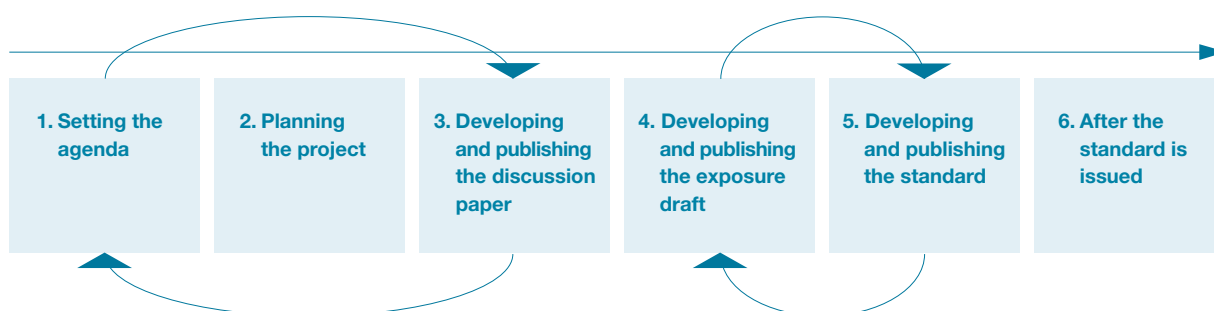 1. Setting the
agenda
2. Planning
the project
3. Developing
and publishing
the discussion
paper
4. Developing
and publishing
the exposure
draft
5. Developing
and publishing
the standard
6. After the
standard is
issued